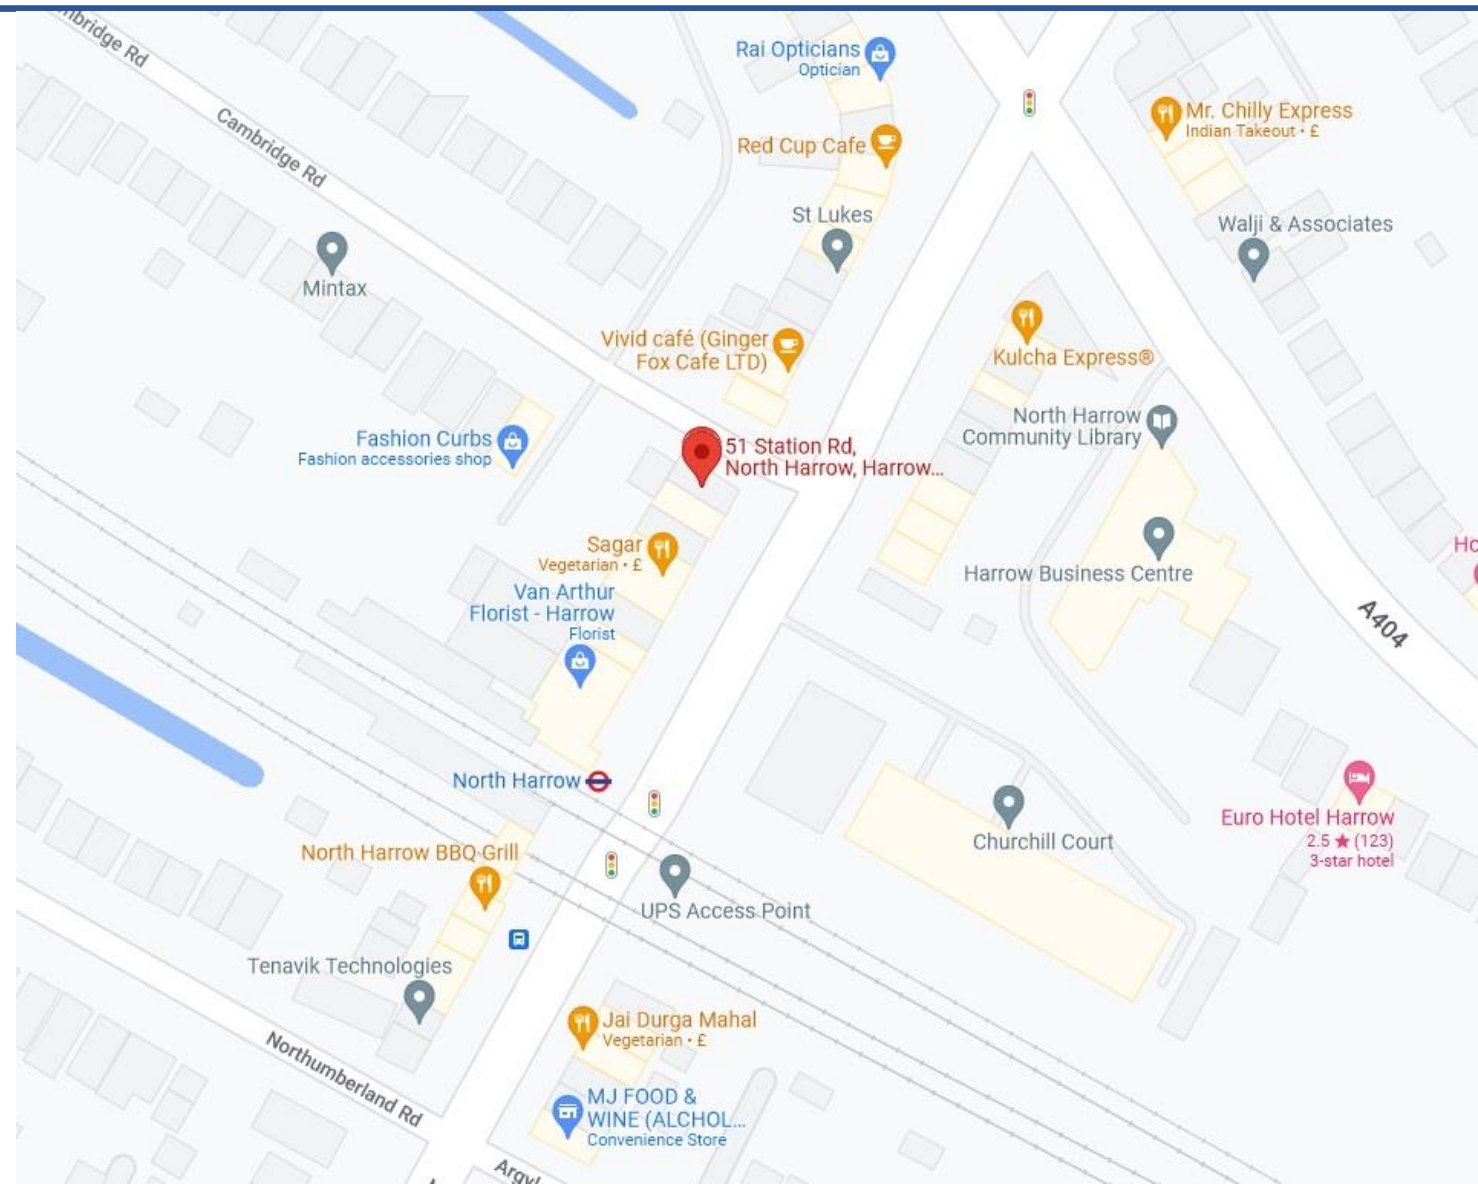 mbridge Rd
Cambridge Rd
Rai Opticians
Optician
Red Cup Cafe
Mr. Chilly Express
Indian Takeout • £
St Lukes
Walji & Associates
Mintax
Vivid café (Ginger
Fox Cafe LTD)
Kulcha Express®
North Harrow
Community Library
Fashion Curbs
Fashion accessories shop
51 Station Rd,
North Harrow, Harrow...
Sagar
Vegetarian • £
Harrow Business Centre
Ho
Van Arthur
Florist - Harrow
Florist
A404
North Harrow
Euro Hotel Harrow
2.5 ★ (123)
3-star hotel
Churchill Court
North Harrow BBQ Grill
UPS Access Point
Tenavik Technologies
Jai Durga Mahal
Vegetarian • £
Northumberland Rd
MJ FOOD &
WINE (ALCHOL...
Convenience Store
Argyl